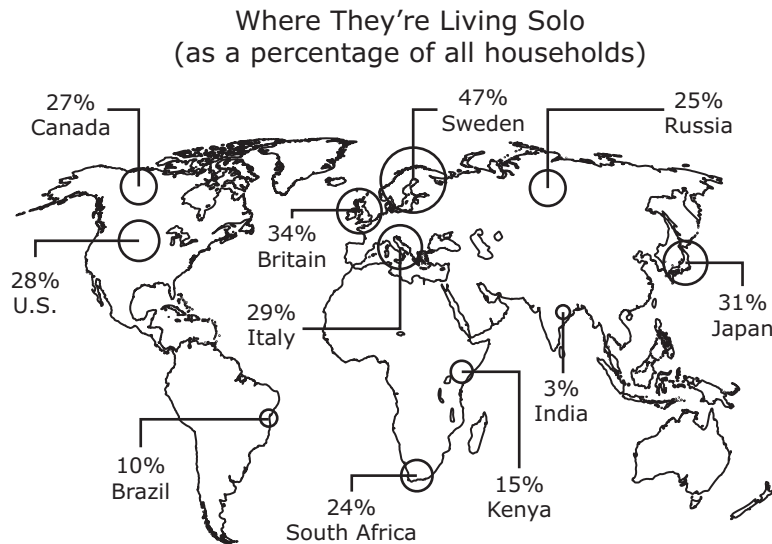 Where They're Living Solo
(as a percentage of all households)
27%
Canada
47%
Sweden
25%
Russia
34%
Britain
28%
U.S.
29%
Italy
31%
Japan
3%
India
10%
Brazil
24%
South Africa
15%
Kenya